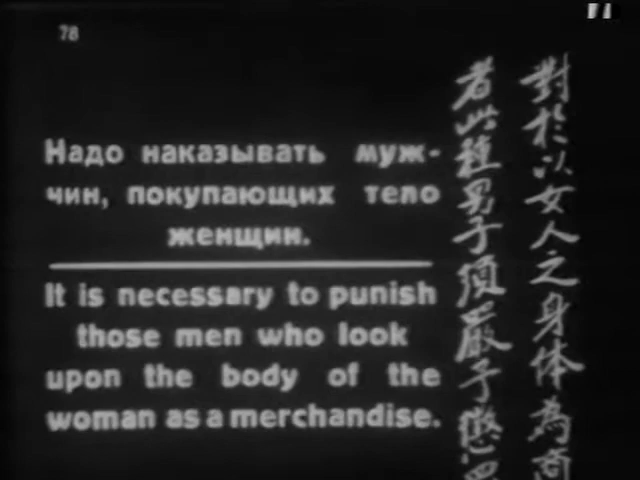 78
Надо наказывать муж-
чин, покупающих тело
женщин.
It is necessary to punish
those men who look
upon the body of the
woman as a merchandise.
對於以女人之身体為商
者此種男子須嚴予懲